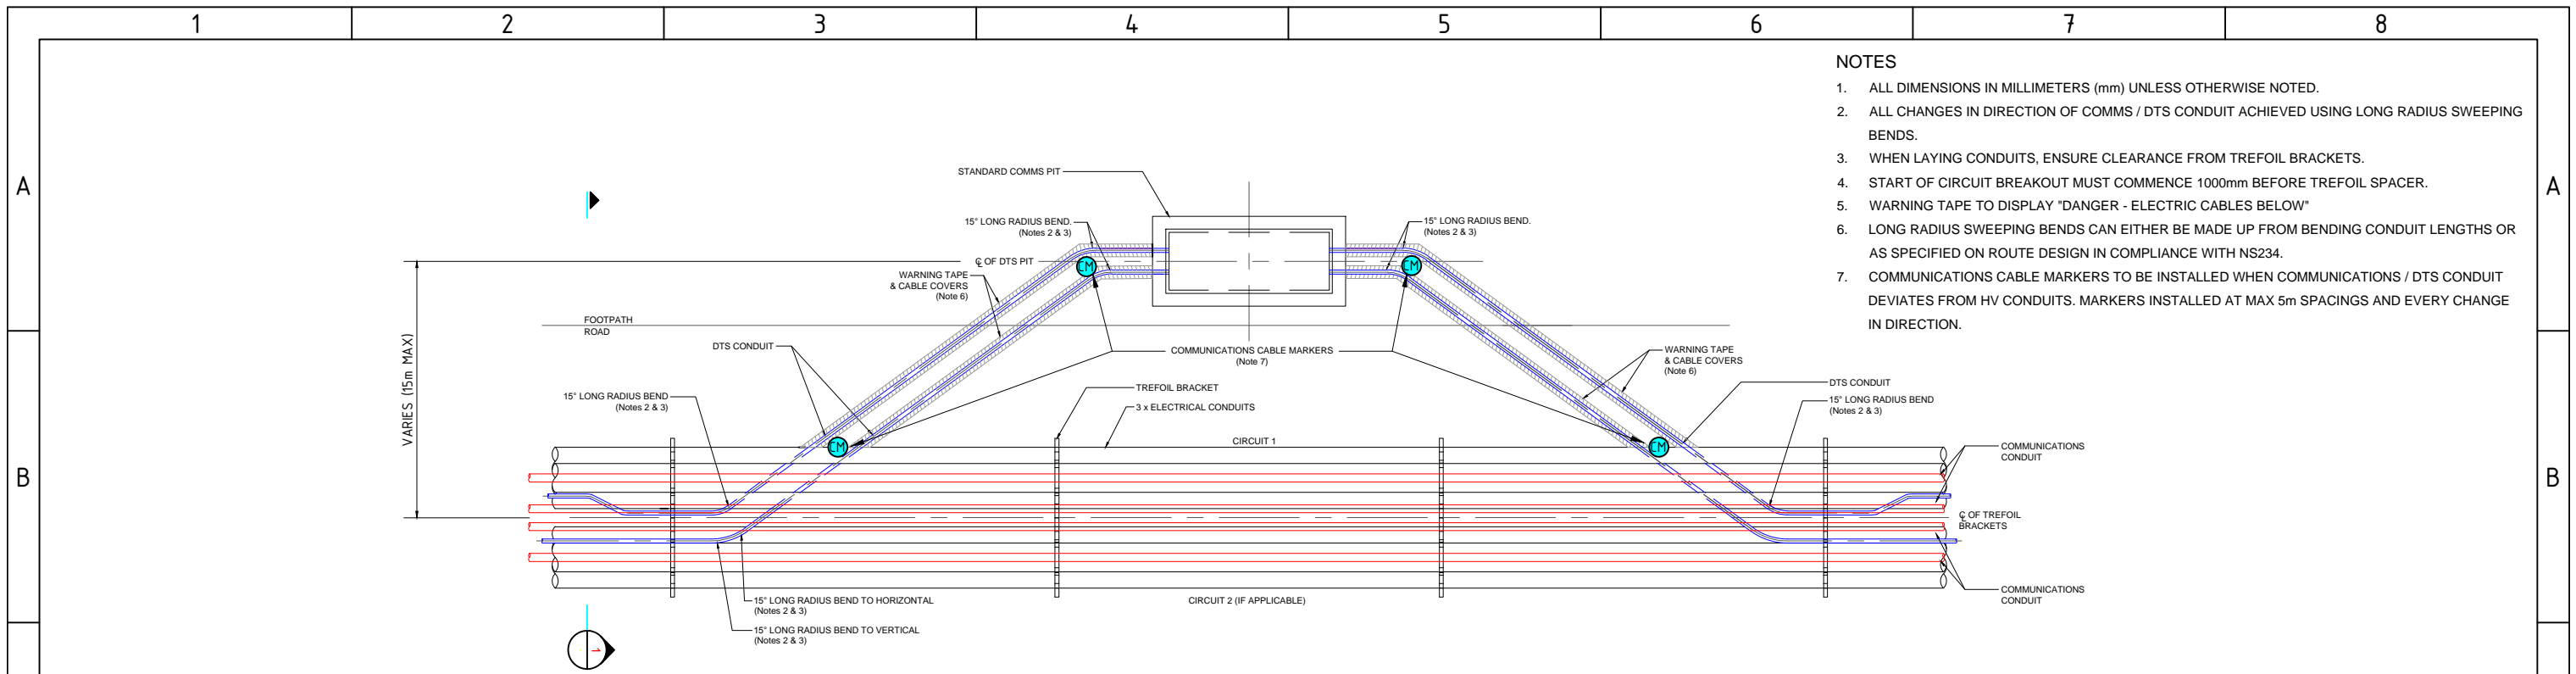 1 2 3 4 5 6 7 8
NOTES
1. ALL DIMENSIONS IN MILLIMETERS (mm) UNLESS OTHERWISE NOTED.
2. ALL CHANGES IN DIRECTION OF COMMS / DTS CONDUIT ACHIEVED USING LONG RADIUS SWEEPING
BENDS.
3. WHEN LAYING CONDUITS, ENSURE CLEARANCE FROM TREFOIL BRACKETS.
4. START OF CIRCUIT BREAKOUT MUST COMMENCE 1000mm BEFORE TREFOIL SPACER.
5. WARNING TAPE TO DISPLAY "DANGER - ELECTRIC CABLES BELOW"
6. LONG RADIUS SWEEPING BENDS CAN EITHER BE MADE UP FROM BENDING CONDUIT LENGTHS OR
AS SPECIFIED ON ROUTE DESIGN IN COMPLIANCE WITH NS234.
7. COMMUNICATIONS CABLE MARKERS TO BE INSTALLED WHEN COMMUNICATIONS / DTS CONDUIT
DEVIATES FROM HV CONDUITS. MARKERS INSTALLED AT MAX 5m SPACINGS AND EVERY CHANGE
IN DIRECTION.
A
A
STANDARD COMMS PIT
15° LONG RADIUS BEND.
(Notes 2 & 3)
15° LONG RADIUS BEND.
(Notes 2 & 3)
℄ OF DTS PIT
CM
CM
WARNING TAPE
& CABLE COVERS
(Note 6)
FOOTPATH
ROAD
DTS CONDUIT
COMMUNICATIONS CABLE MARKERS
(Note 7)
WARNING TAPE
& CABLE COVERS
(Note 6)
VARIES (15m MAX)
TREFOIL BRACKET
DTS CONDUIT
15° LONG RADIUS BEND
(Notes 2 & 3)
3 x ELECTRICAL CONDUITS
15° LONG RADIUS BEND
(Notes 2 & 3)
CIRCUIT 1
CM
CM
COMMUNICATIONS
CONDUIT
B
B
℄ OF TREFOIL
BRACKETS
COMMUNICATIONS
CONDUIT
15° LONG RADIUS BEND TO HORIZONTAL
(Notes 2 & 3)
CIRCUIT 2 (IF APPLICABLE)
15° LONG RADIUS BEND TO VERTICAL
(Notes 2 & 3)
1